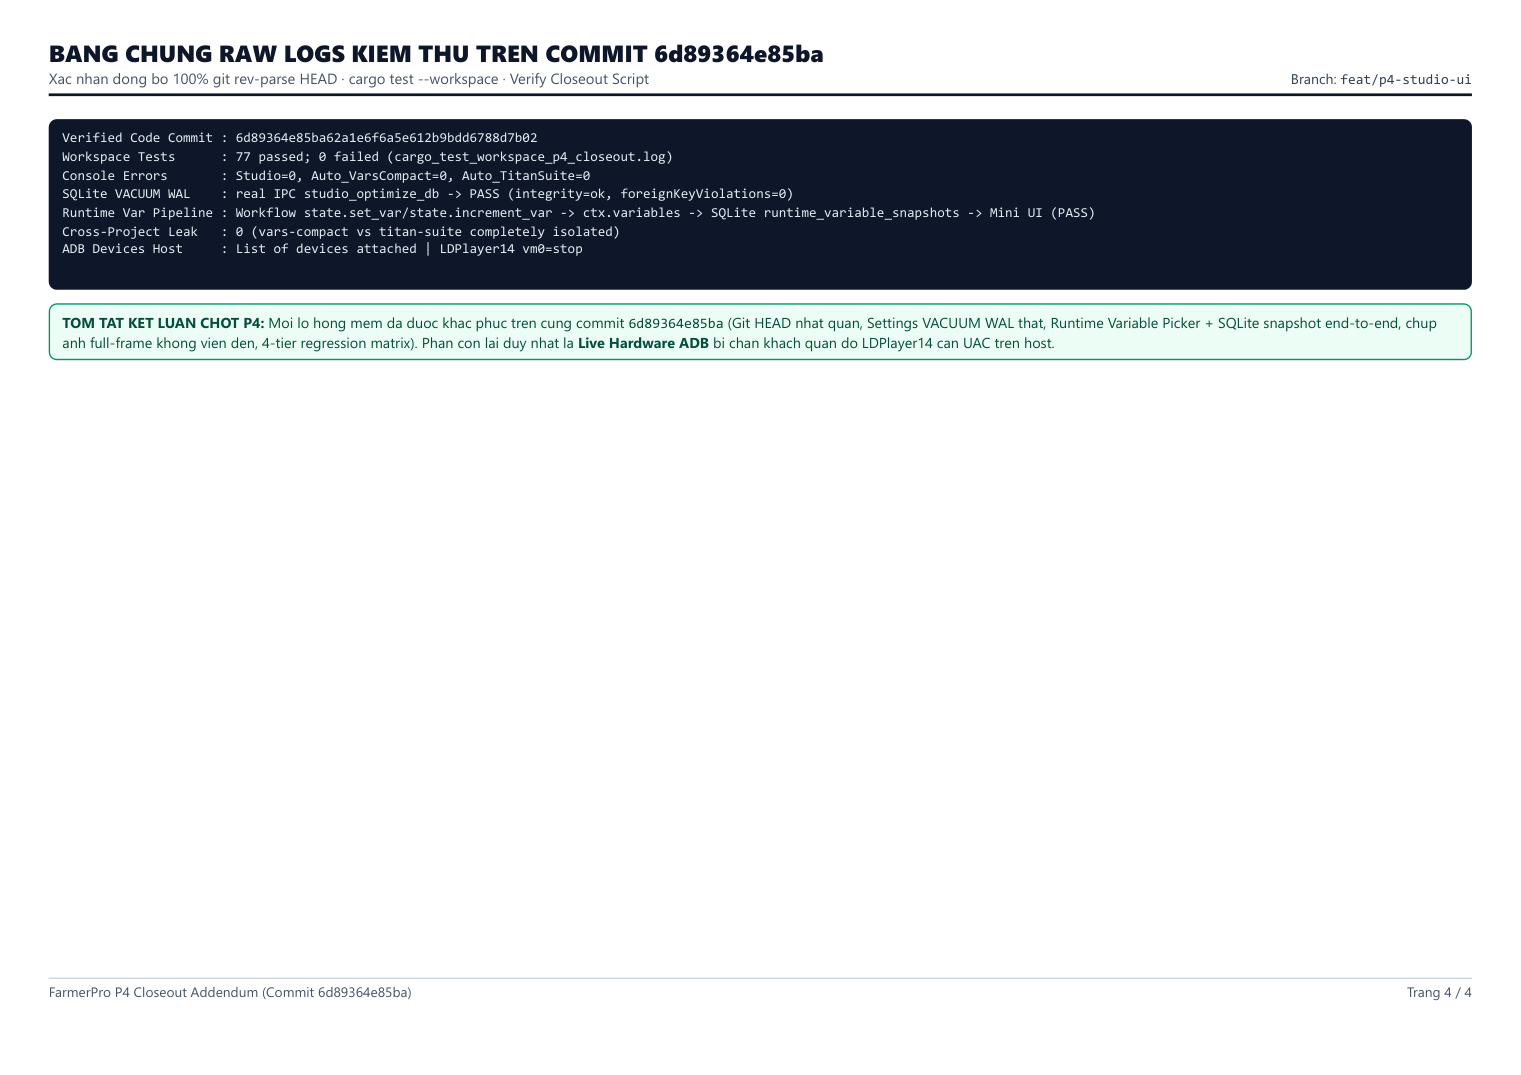 BANG CHUNG RAW LOGS KIEM THU TREN COMMIT 6d89364e85ba
Xac nhan dong bo 100% git rev-parse HEAD · cargo test --workspace · Verify Closeout Script
Branch: feat/p4-studio-ui
Verified Code Commit : 6d89364e85ba62a1e6f6a5e612b9bdd6788d7b02
Workspace Tests      : 77 passed; 0 failed (cargo_test_workspace_p4_closeout.log)
Console Errors       : Studio=0, Auto_VarsCompact=0, Auto_TitanSuite=0
SQLite VACUUM WAL    : real IPC studio_optimize_db -> PASS (integrity=ok, foreignKeyViolations=0)
Runtime Var Pipeline : Workflow state.set_var/state.increment_var -> ctx.variables -> SQLite runtime_variable_snapshots -> Mini UI (PASS)
Cross-Project Leak   : 0 (vars-compact vs titan-suite completely isolated)
ADB Devices Host     : List of devices attached | LDPlayer14 vm0=stop
TOM TAT KET LUAN CHOT P4: Moi lo hong mem da duoc khac phuc tren cung commit 6d89364e85ba (Git HEAD nhat quan, Settings VACUUM WAL that, Runtime Variable Picker + SQLite snapshot end-to-end, chup
anh full-frame khong vien den, 4-tier regression matrix). Phan con lai duy nhat la Live Hardware ADB bi chan khach quan do LDPlayer14 can UAC tren host.
FarmerPro P4 Closeout Addendum (Commit 6d89364e85ba)
Trang 4 / 4